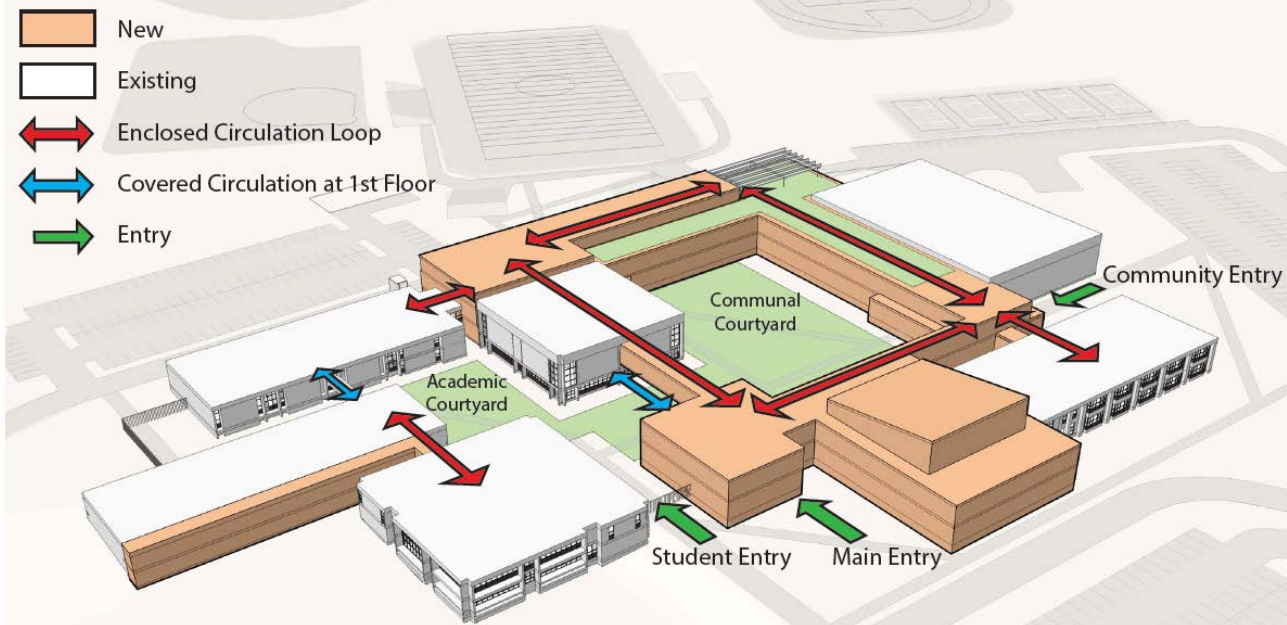 New
Existing
Enclosed Circulation Loop
Covered Circulation at 1st Floor
Entry
Community Entry
Communal
Courtyard
Academic
Courtyard
Student Entry
Main Entry